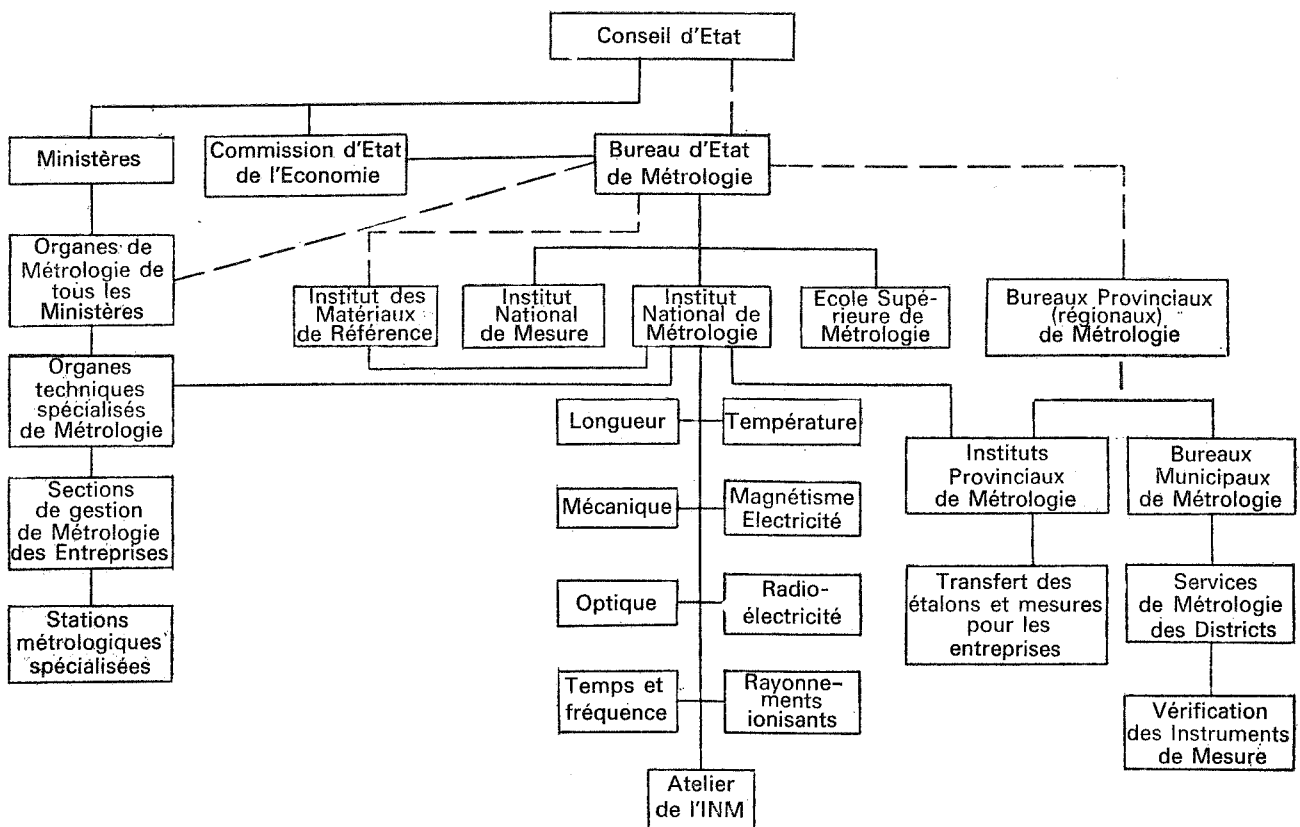 Conseil d'Etat
Ministères
Commission d'Etat
de l'Economie
Bureau d'Etat
de Métrologie
Organes de
Métrologie de
tous les
Ministères
Institut des
Matériaux
de Référence
Institut
National
de Mesure
Institut
National de
Métrologie
Ecole Supé-
rieure de
Métrologie
Bureaux Provinciaux
(régionaux)
de Métrologie
Organes
techniques
spécialisés
de Métrologie
Longueur
Température
Instituts
Provinciaux
de Métrologie
Bureaux
Municipaux
de Métrologie
Sections
de gestion
de Métrologie
des Entreprises
Mécanique
Magnétisme
Electricité
Stations
métrologiques
spécialisées
Optique
Radio-
électricité
Transfert des
étalons et mesures
pour les
entreprises
Services
de Métrologie
des Districts
Temps et
fréquence
Rayonne-
ments
ionisants
Vérification
des Instruments
de Mesure
Atelier
de l'INM